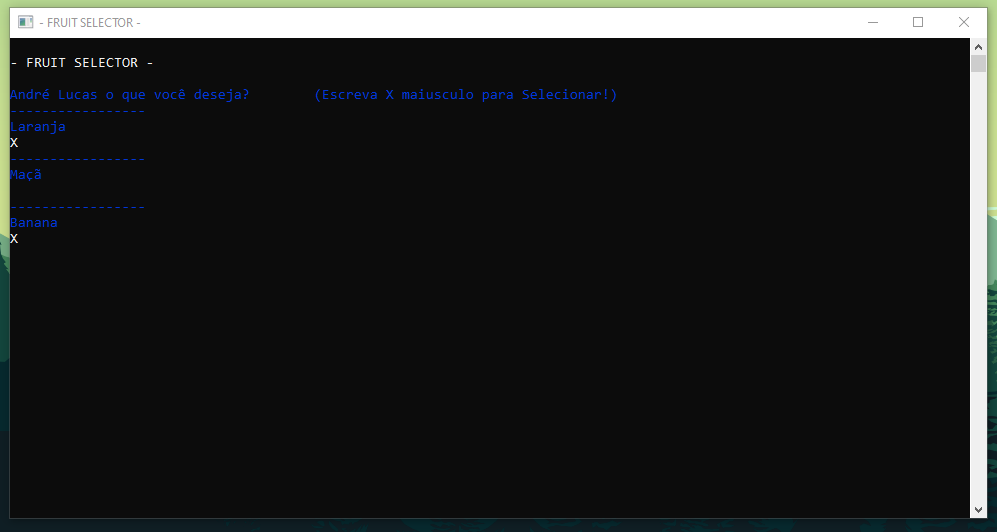 - FRUIT SELECTOR -
- FRUIT SELECTOR -
André Lucas o que você deseja? (Escreva X maiusculo para Selecionar!)
-----------------
Laranja
X
-----------------
Maçã
-----------------
Banana
X